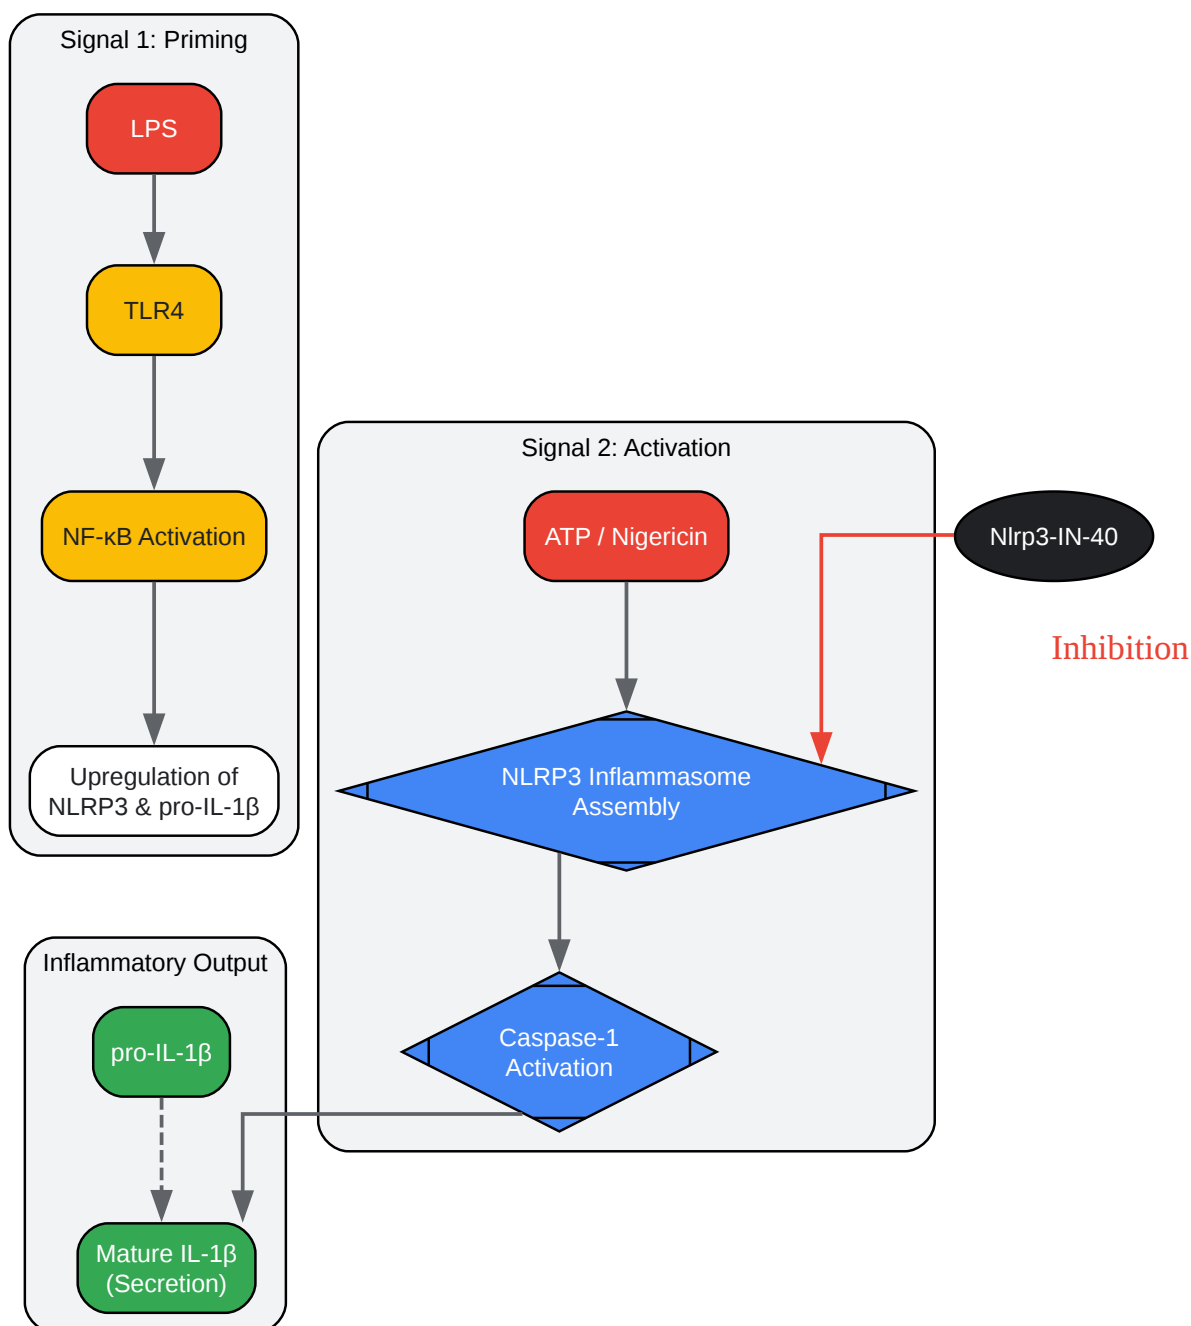 Signal 1: Priming
LPS
TLR4
NF-κB Activation
Upregulation of
NLRP3 & pro-IL-1β
Signal 2: Activation
ATP / Nigericin
Nlrp3-IN-40
Inhibition
NLRP3 Inflammasome
Assembly
Caspase-1
Activation
Inflammatory Output
pro-IL-1β
Mature IL-1β
(Secretion)